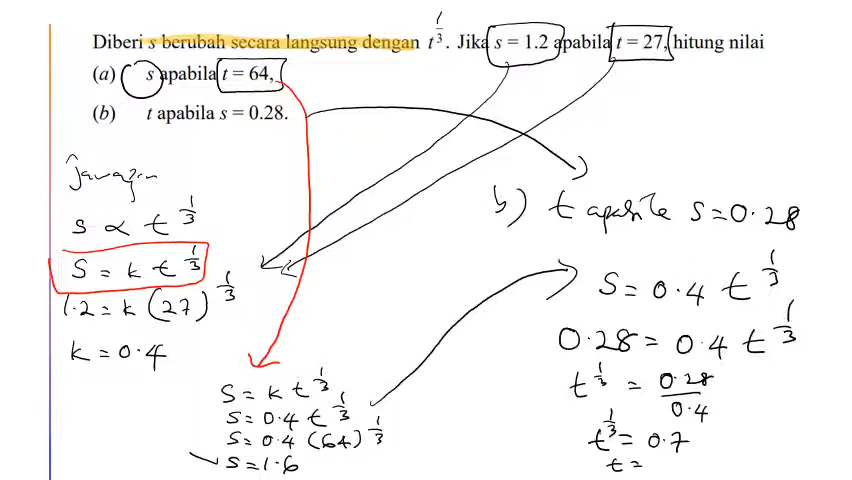 Diberi s berubah secara langsung dengan t^1/3. Jika s = 1.2 apabila t = 27, hitung nilai
(a) s apabila t = 64,
(b) t apabila s = 0.28.
Jawapan
s ∝ t^1/3
s = k t^1/3
1.2 = k (27)^1/3
k = 0.4
s = k t^1/3
s = 0.4 t^1/3
s = 0.4 (64)^1/3
s = 1.6
b) t apabila s = 0.28
s = 0.4 t^1/3
0.28 = 0.4 t^1/3
t^1/3 = 0.28/0.4
t^1/3 = 0.7
t =